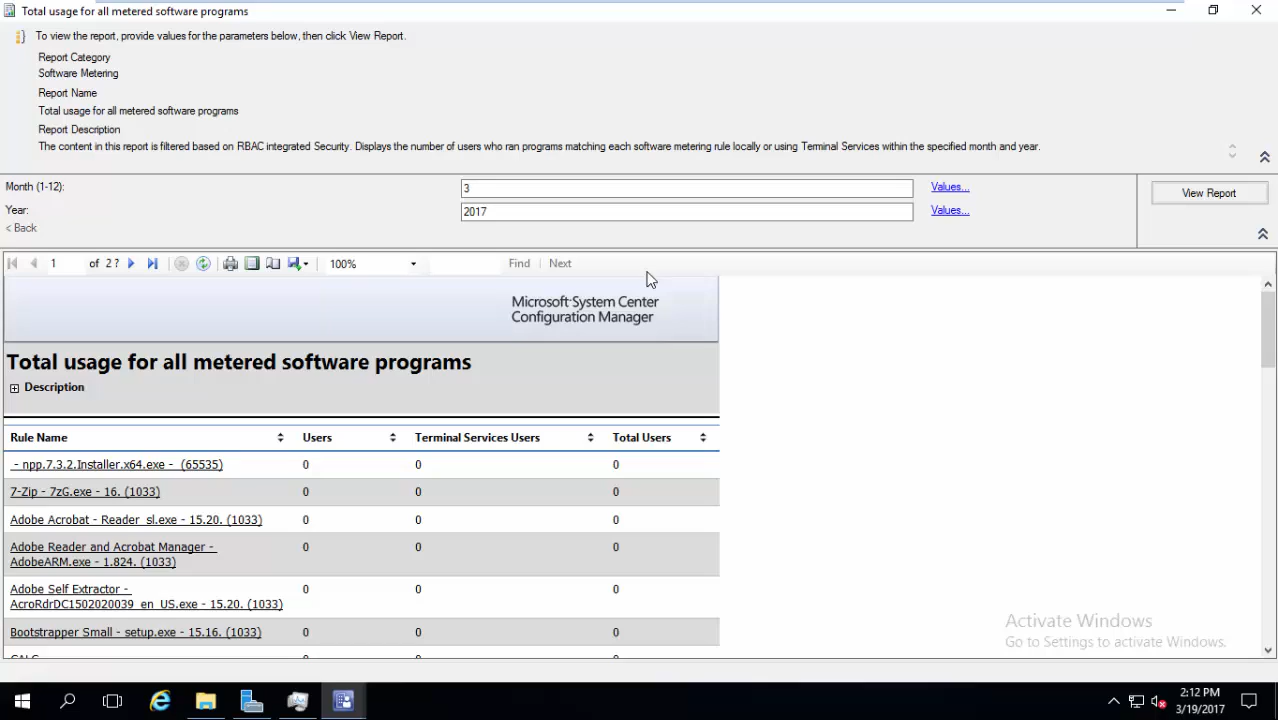 Total usage for all metered software programs
To view the report, provide values for the parameters below, then click View Report.
Report Category
Software Metering
Report Name
Total usage for all metered software programs
Report Description
The content in this report is filtered based on RBAC integrated Security. Displays the number of users who ran programs matching each software metering rule locally or using Terminal Services within the specified month and year.
Month (1-12): 3 Values... View Report
Year: 2017 Values...
< Back
1 of 2? 100% Find Next
Microsoft System Center
Configuration Manager
Total usage for all metered software programs
Description
Rule Name Users Terminal Services Users Total Users
- npp.7.3.2.Installer.x64.exe - (65535) 0 0 0
7-Zip - 7zG.exe - 16. (1033) 0 0 0
Adobe Acrobat - Reader_sl.exe - 15.20. (1033) 0 0 0
Adobe Reader and Acrobat Manager - 0 0 0
AdobeARM.exe - 1.824. (1033)
Adobe Self Extractor - 0 0 0
AcroRdrDC1502020039_en_US.exe - 15.20. (1033)
Bootstrapper Small - setup.exe - 15.16. (1033) 0 0 0
Activate Windows
Go to Settings to activate Windows.
2:12 PM
3/19/2017